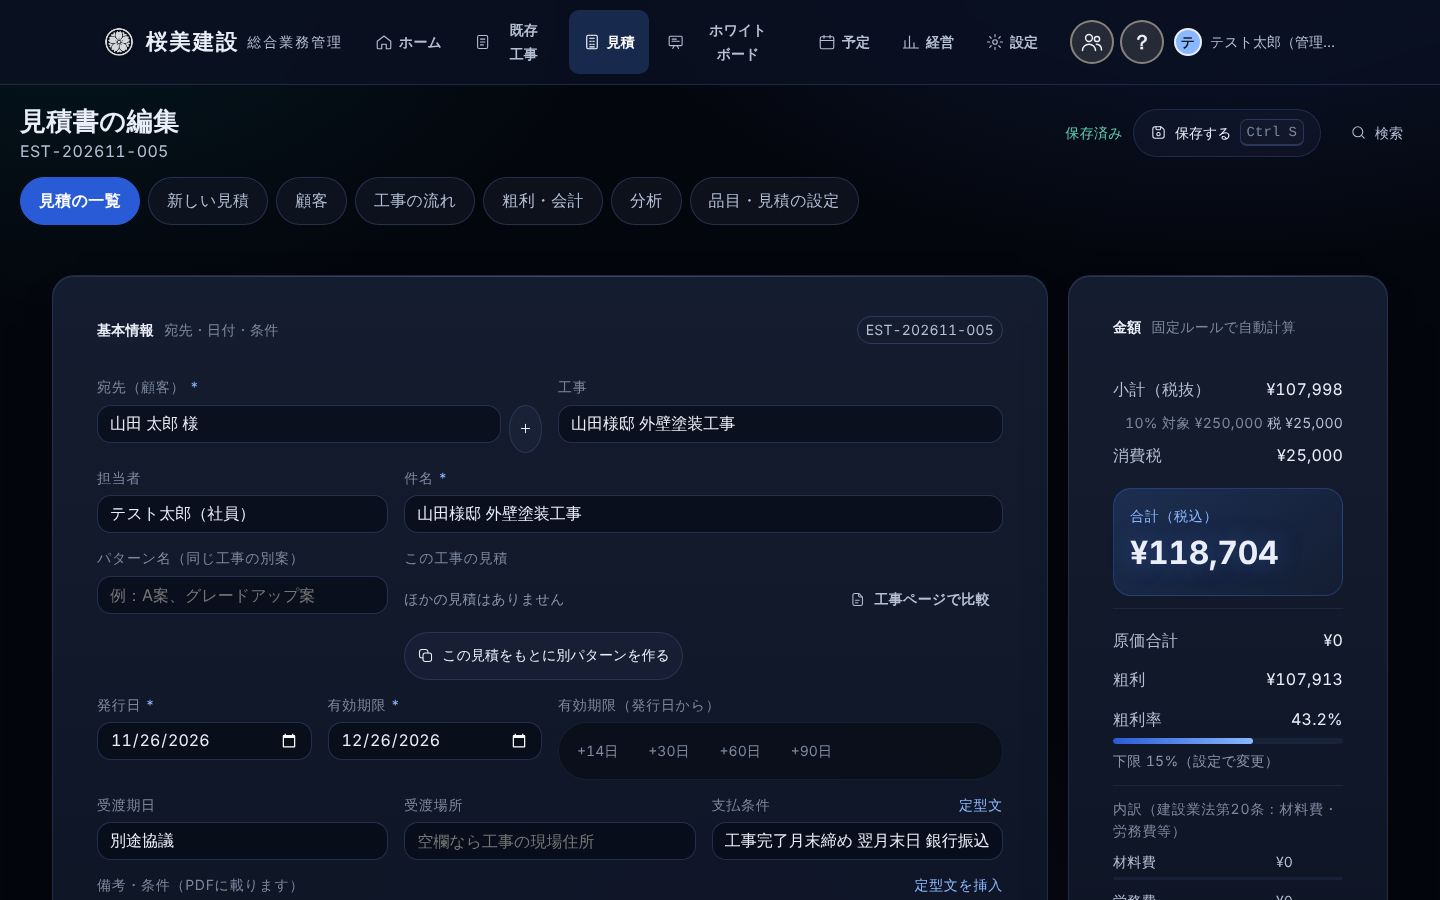 桜美建設 総合業務管理
ホーム
既存
工事
見積
ホワイト
ボード
予定
経営
設定
?
テ テスト太郎（管理...
見積書の編集
EST-202611-005
保存済み
保存する Ctrl S
検索
見積の一覧
新しい見積
顧客
工事の流れ
粗利・会計
分析
品目・見積の設定
基本情報 宛先・日付・条件
EST-202611-005
宛先（顧客） *
工事
山田 太郎 様
+
山田様邸 外壁塗装工事
担当者
件名 *
テスト太郎（社員）
山田様邸 外壁塗装工事
パターン名（同じ工事の別案）
この工事の見積
例：A案、グレードアップ案
ほかの見積はありません
工事ページで比較
この見積をもとに別パターンを作る
発行日 *
有効期限 *
有効期限（発行日から）
11/26/2026
12/26/2026
+14日
+30日
+60日
+90日
受渡期日
受渡場所
支払条件
定型文
別途協議
空欄なら工事の現場住所
工事完了月末締め 翌月末日 銀行振込
備考・条件（PDFに載ります）
定型文を挿入
金額 固定ルールで自動計算
小計（税抜） ¥107,998
10% 対象 ¥250,000 税 ¥25,000
消費税 ¥25,000
合計（税込）
¥118,704
原価合計 ¥0
粗利 ¥107,913
粗利率 43.2%
下限 15%（設定で変更）
内訳（建設業法第20条：材料費・
労務費等）
材料費 ¥0
労務費 ¥0